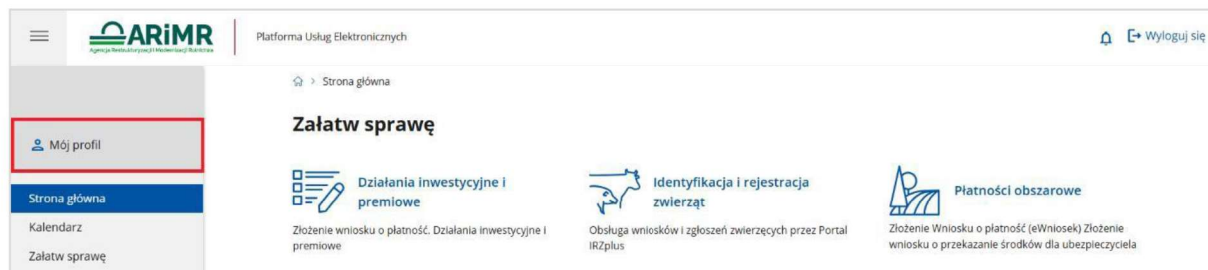 ARiMR
Agencja Restrukturyzacji i Modernizacji Rolnictwa
Platforma Usług Elektronicznych
Wyloguj się
Strona główna
Mój profil
Strona główna
Kalendarz
Załatw sprawę
Załatw sprawę
Działania inwestycyjne i
premiowe
Złożenie wniosku o płatność. Działania inwestycyjne i
premiowe
Identyfikacja i rejestracja
zwierząt
Obsługa wniosków i zgłoszeń zwierzęcych przez Portal
IRZplus
Płatności obszarowe
Złożenie Wniosku o płatność (eWniosek) Złożenie
wniosku o przekazanie środków dla ubezpieczyciela